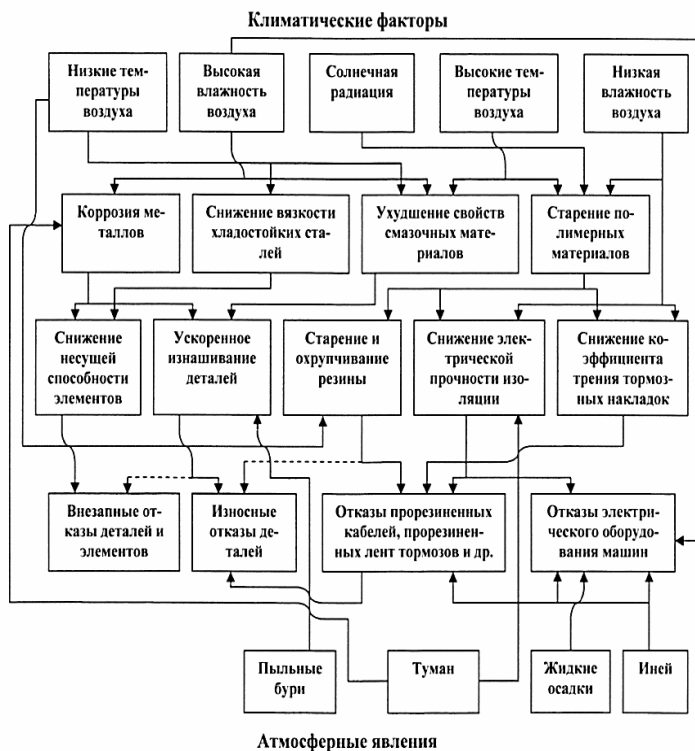 Климатические факторы
Низкие тем-
пературы
воздуха
Высокая
влажность
воздуха
Солнечная
радиация
Высокие тем-
пературы
воздуха
Низкая
влажность
воздуха
Коррозия ме-
таллов
Снижение вязкости
хладостойких ста-
лей
Ухудшение свойств
смазочных мате-
риалов
Старение по-
лимерных
материалов
Снижение
несущей
способности
элементов
Ускоренное
изнашивание
деталей
Старение и
охрупчивание
резины
Снижение элек-
трической
прочности изо-
ляции
Снижение ко-
эффициента
трения тормоз-
ных накладок
Внезапные от-
казы деталей и
элементов
Износные
отказы де-
талей
Отказы прорезиненных
кабелей, прорезинен-
ных лент тормозов и др.
Отказы электри-
ческого оборудо-
вания машин
Пыльные
бури
Туман
Жидкие
осадки
Иней
Атмосферные явления